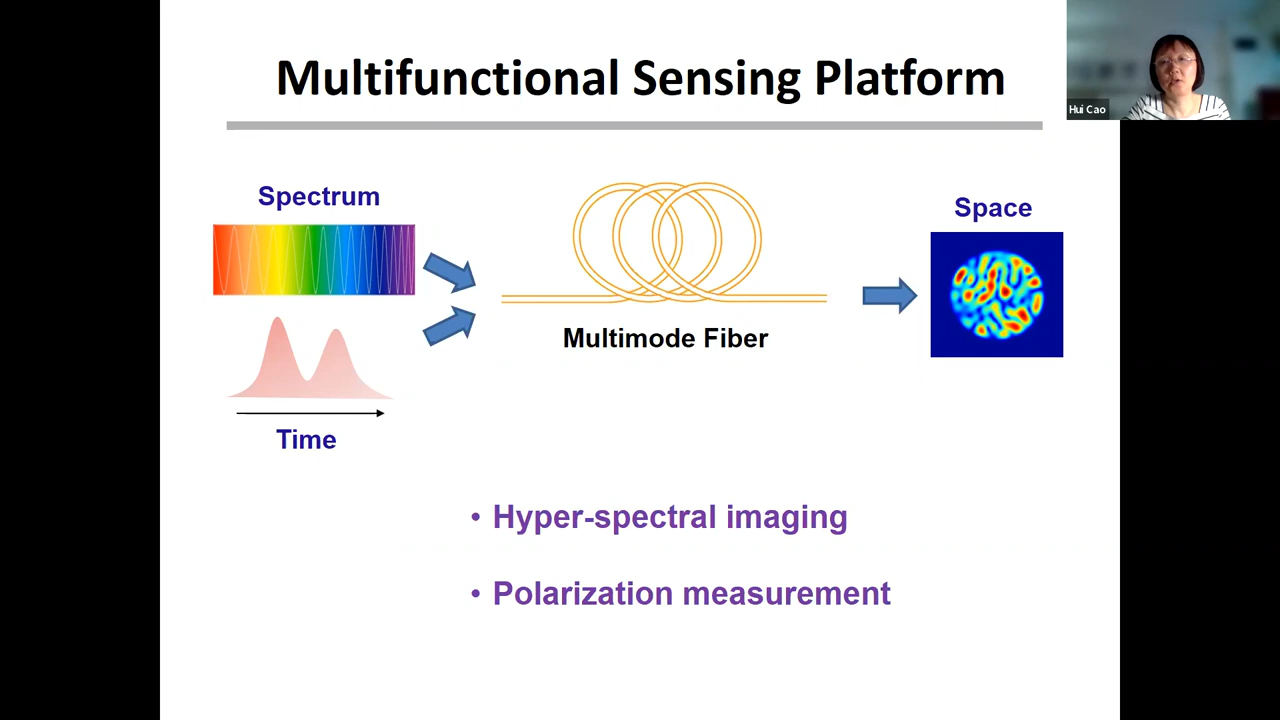 Multifunctional Sensing Platform
Hui Cao
Spectrum
Space
Multimode Fiber
Time
• Hyper-spectral imaging
• Polarization measurement